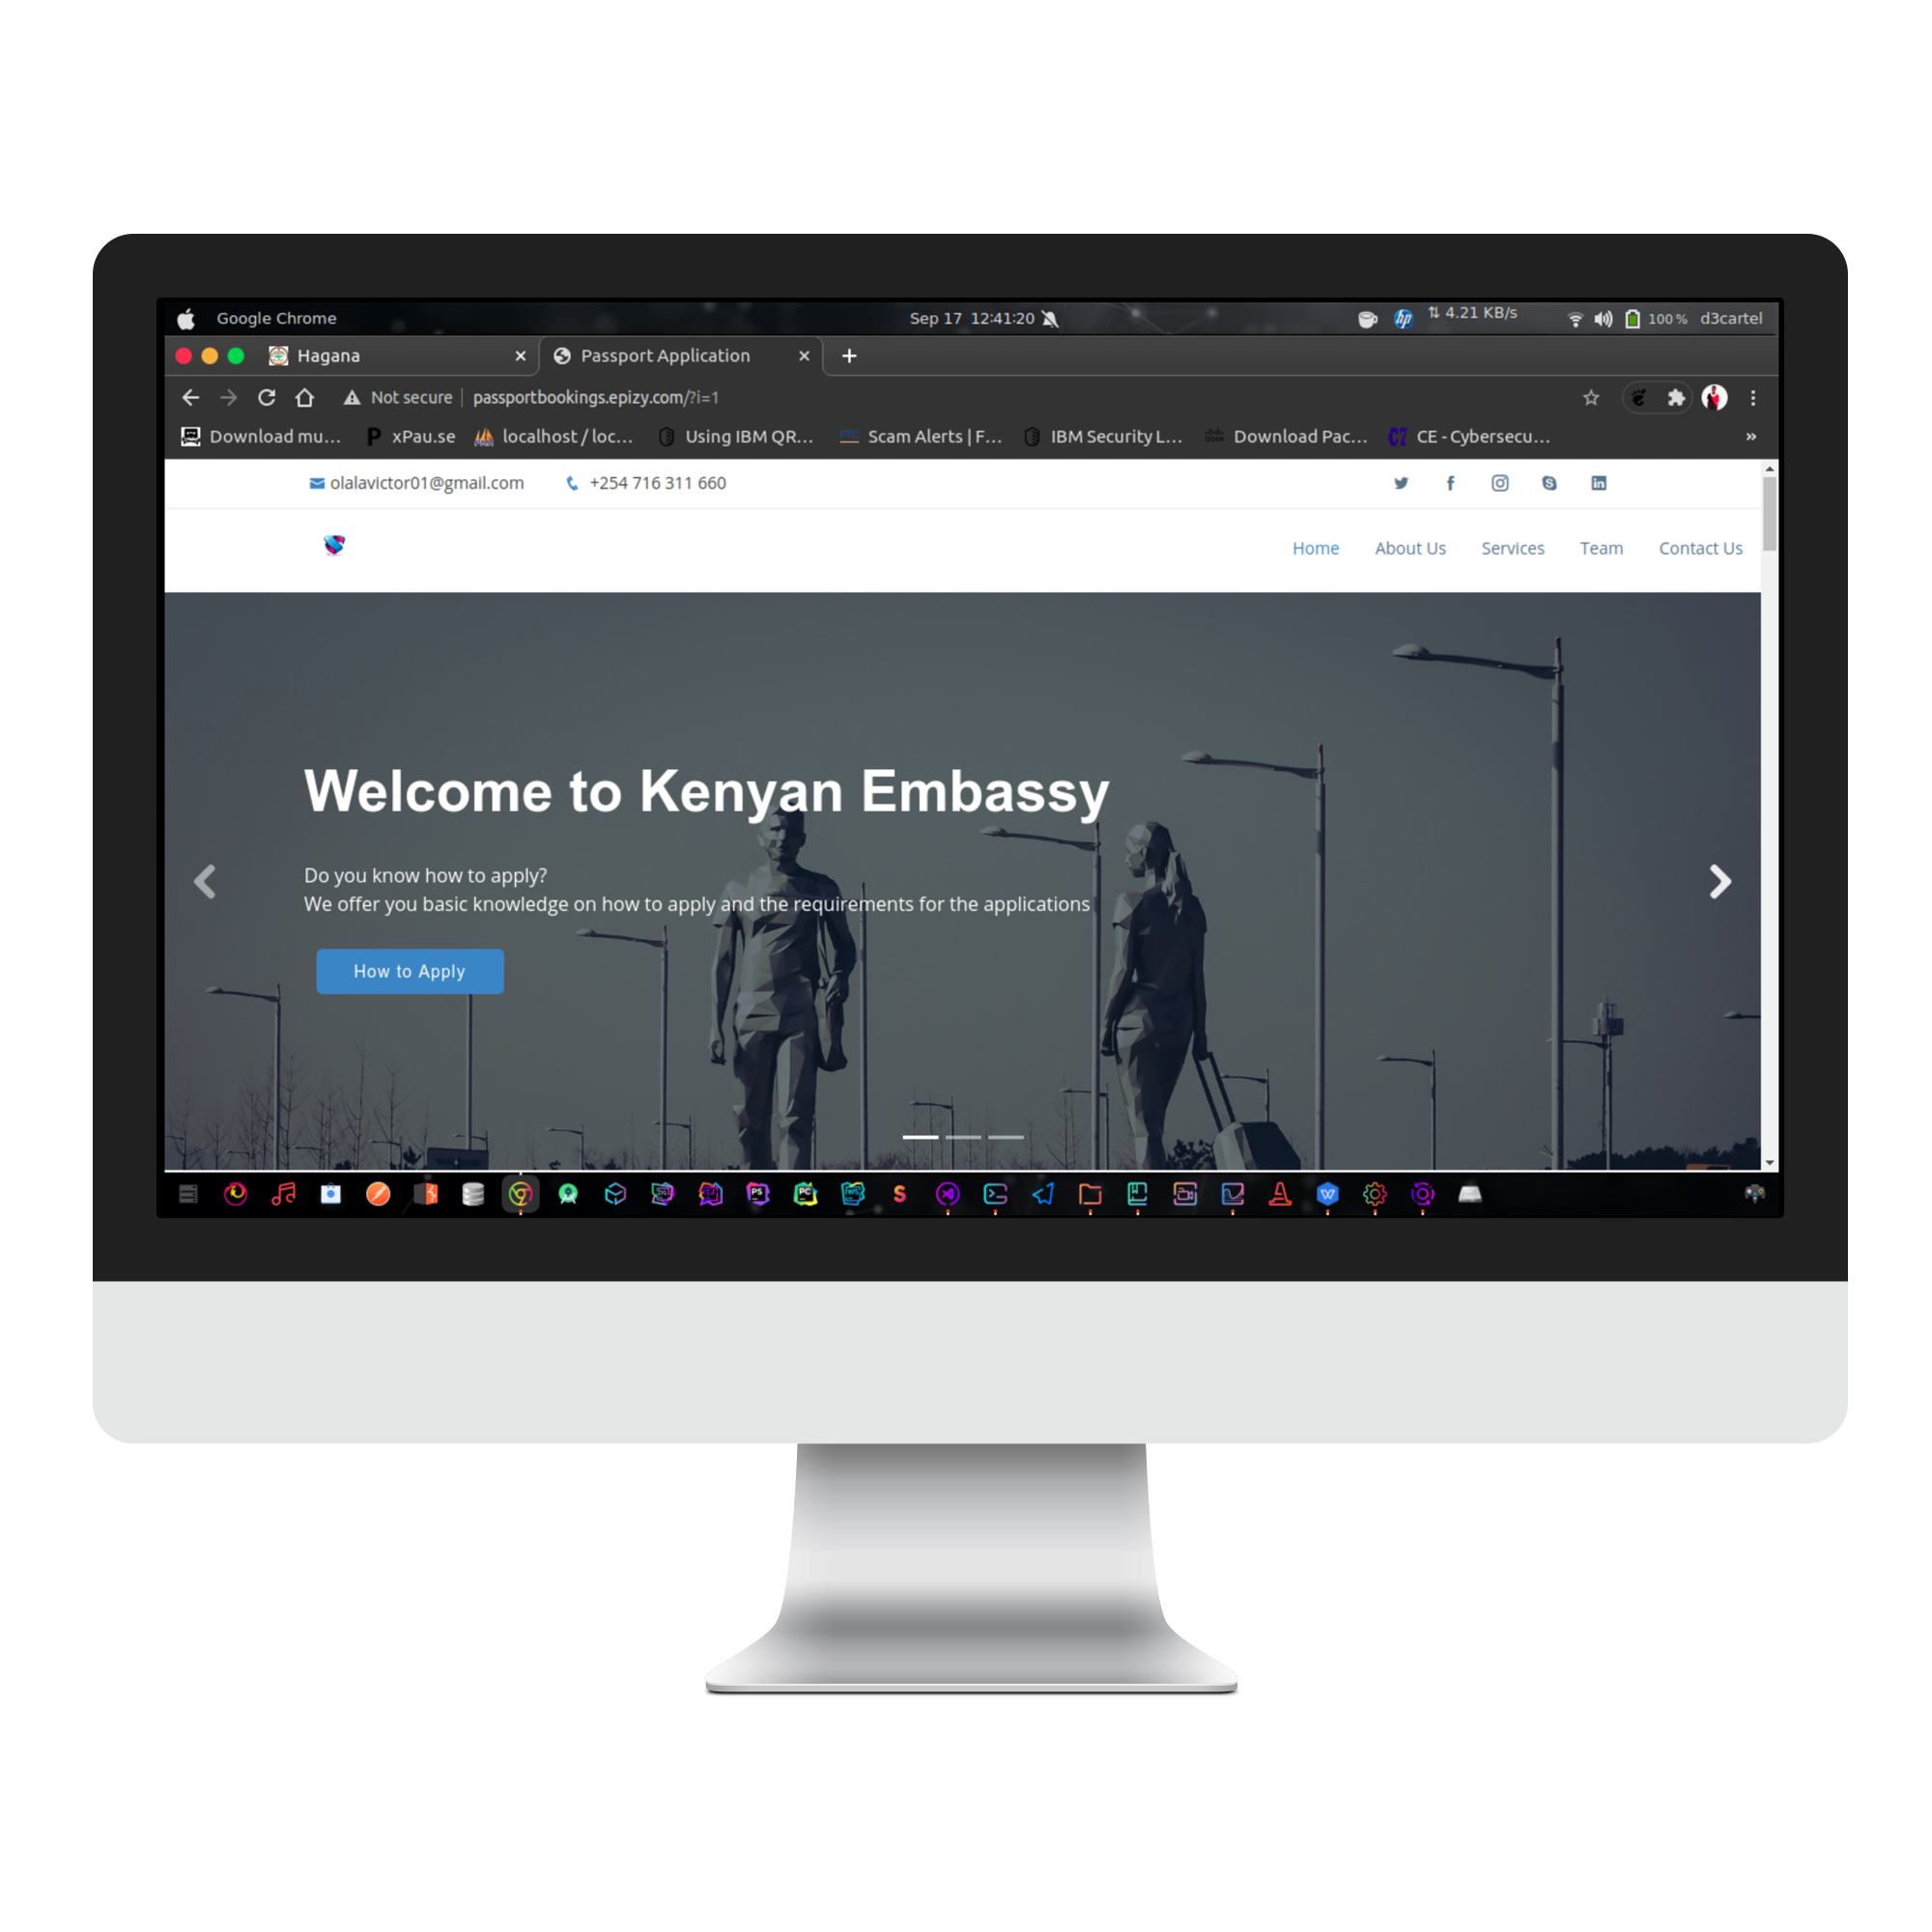 Google Chrome
Sep 17 12:41:20
4.21 KB/s
100 %
d3cartel
Hagana
Passport Application
Not secure
passportbookings.epizy.com/?i=1
Download mu...
xPau.se
localhost / loc...
Using IBM QR...
FTC
Scam Alerts | F...
IBM Security L...
Download Pac...
C7
CE - Cybersecu...
olalavictor01@gmail.com
+254 716 311 660
Home
About Us
Services
Team
Contact Us
Welcome to Kenyan Embassy
Do you know how to apply?
We offer you basic knowledge on how to apply and the requirements for the applications
How to Apply